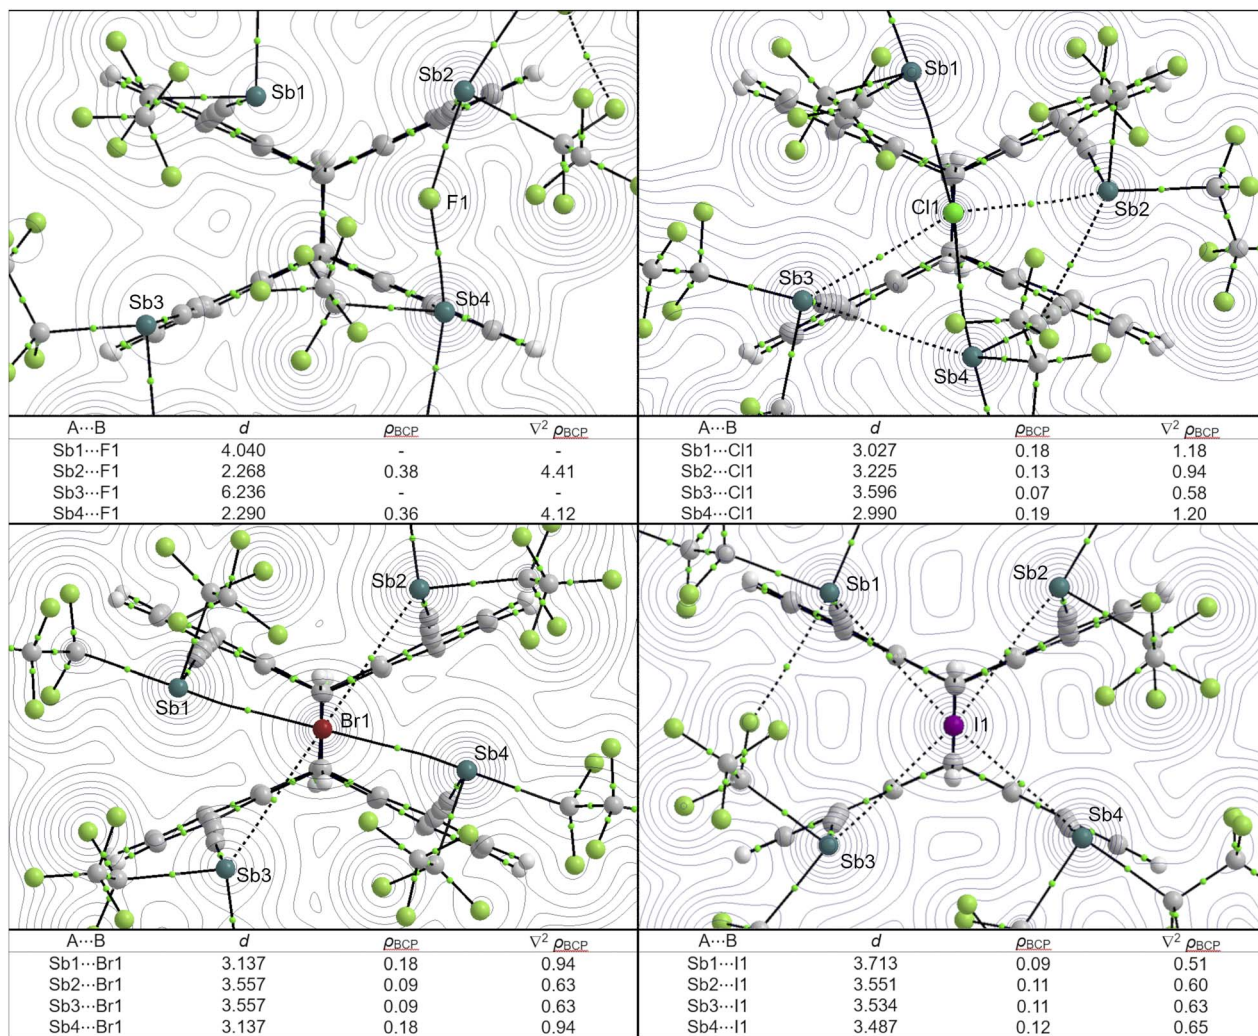 Sb1
Sb2
F1
Sb3
Sb4
A···B d ρBCP ∇² ρBCP
Sb1···F1 4.040 - -
Sb2···F1 2.268 0.38 4.41
Sb3···F1 6.236 - -
Sb4···F1 2.290 0.36 4.12
Sb1
Cl1
Sb2
Sb3
Sb4
A···B d ρBCP ∇² ρBCP
Sb1···Cl1 3.027 0.18 1.18
Sb2···Cl1 3.225 0.13 0.94
Sb3···Cl1 3.596 0.07 0.58
Sb4···Cl1 2.990 0.19 1.20
Sb2
Sb1
Br1
Sb4
Sb3
A···B d ρBCP ∇² ρBCP
Sb1···Br1 3.137 0.18 0.94
Sb2···Br1 3.557 0.09 0.63
Sb3···Br1 3.557 0.09 0.63
Sb4···Br1 3.137 0.18 0.94
Sb1
Sb2
I1
Sb3
Sb4
A···B d ρBCP ∇² ρBCP
Sb1···I1 3.713 0.09 0.51
Sb2···I1 3.551 0.11 0.60
Sb3···I1 3.534 0.11 0.63
Sb4···I1 3.487 0.12 0.65